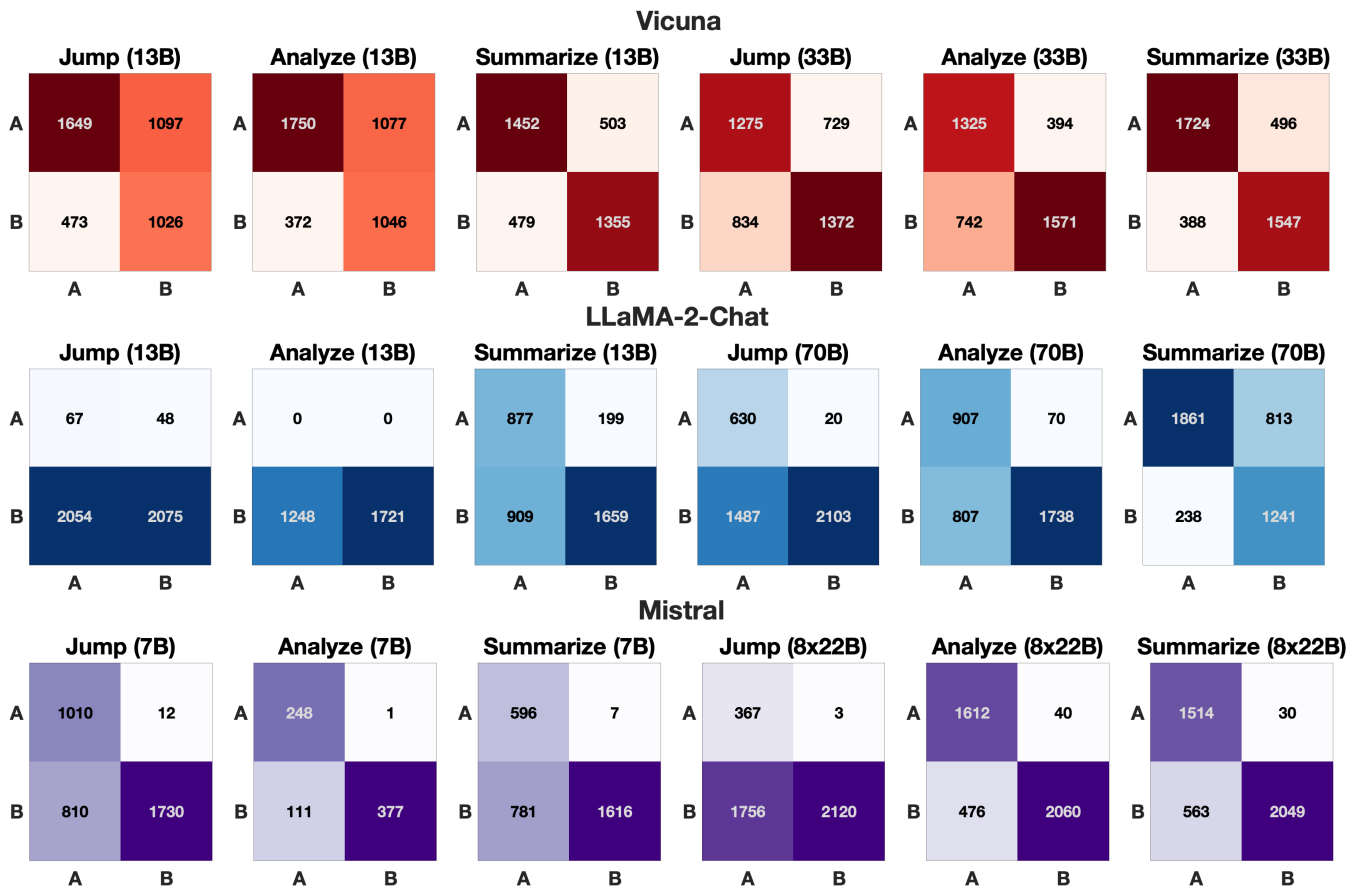 Vicuna
Jump (13B) Analyze (13B) Summarize (13B) Jump (33B) Analyze (33B) Summarize (33B)
A 1649 1097 A 1750 1077 A 1452 503 A 1275 729 A 1325 394 A 1724 496
B 473 1026 B 372 1046 B 479 1355 B 834 1372 B 742 1571 B 388 1547
A B A B A B A B A B A B
LLaMA-2-Chat
Jump (13B) Analyze (13B) Summarize (13B) Jump (70B) Analyze (70B) Summarize (70B)
A 67 48 A 0 0 A 877 199 A 630 20 A 907 70 A 1861 813
B 2054 2075 B 1248 1721 B 909 1659 B 1487 2103 B 807 1738 B 238 1241
A B A B A B A B A B A B
Mistral
Jump (7B) Analyze (7B) Summarize (7B) Jump (8x22B) Analyze (8x22B) Summarize (8x22B)
A 1010 12 A 248 1 A 596 7 A 367 3 A 1612 40 A 1514 30
B 810 1730 B 111 377 B 781 1616 B 1756 2120 B 476 2060 B 563 2049
A B A B A B A B A B A B